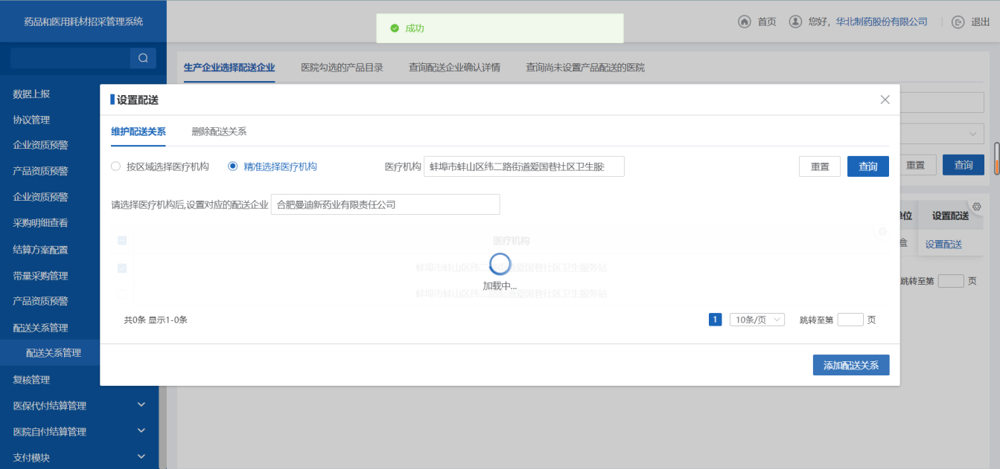 药品和医用耗材招采管理系统
成功
首页
您好，华北制药股份有限公司
退出
生产企业选择配送企业
医院勾选的产品目录
查询配送企业确认详情
查询尚未设置产品配送的医院
数据上报
协议管理
企业资质预警
产品资质预警
企业资质预警
采购明细查看
结算方案配置
带量采购管理
产品资质预警
配送关系管理
配送关系管理
复核管理
医保代付结算管理
医院自付结算管理
支付模块
设置配送
维护配送关系
删除配送关系
按区域选择医疗机构
精准选择医疗机构
医疗机构
蚌埠市蚌山区纬二路街道爱国巷社区卫生服
重置
查询
请选择医疗机构后,设置对应的配送企业
合肥曼迪新药业有限责任公司
医疗机构
蚌埠市蚌山区纬二路街道爱国巷社区卫生服务站
加载中...
蚌埠市蚌山区纬二路街道爱国巷社区卫生服务站
共0条 显示1-0条
1
10条/页
跳转至第
页
添加配送关系
重置
查询
单位
设置配送
盒
设置配送
跳转至第
页